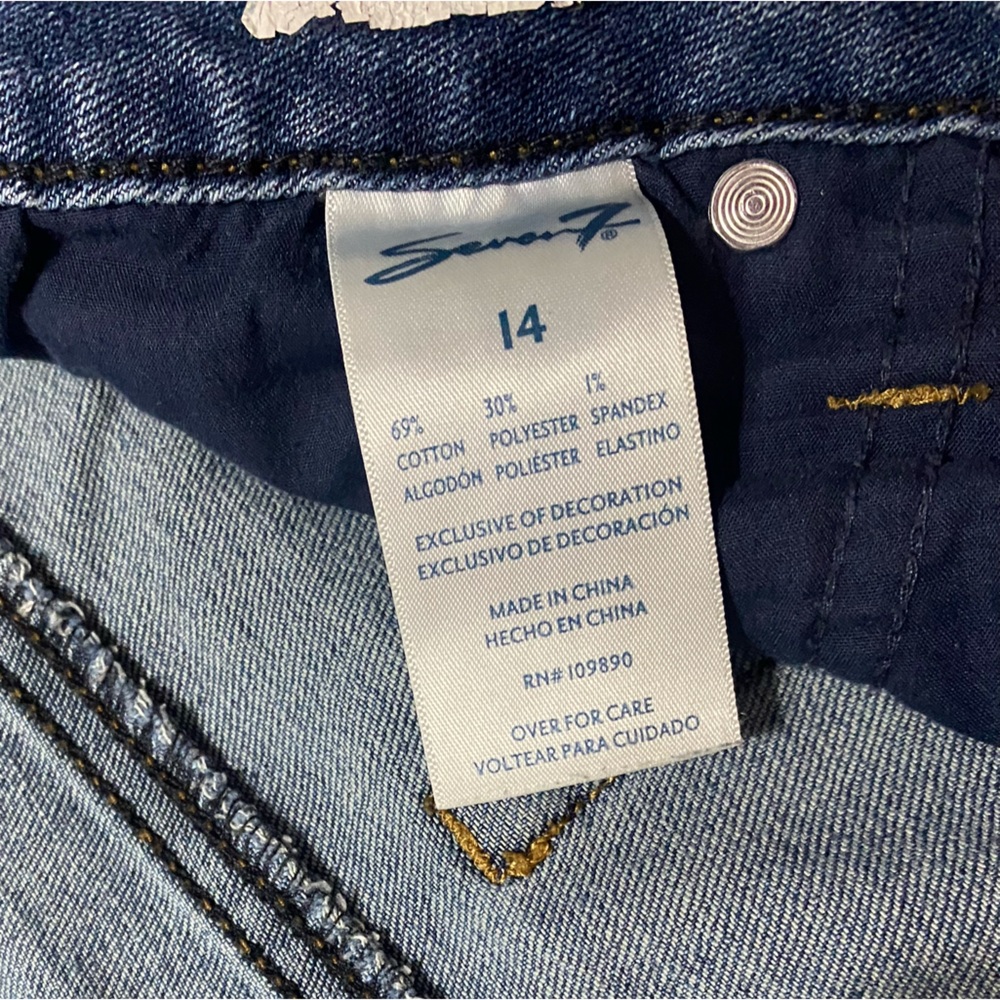 Seven7®
14
69% 30% 1%
COTTON POLYESTER SPANDEX
ALGODÓN POLIÉSTER ELASTINO
EXCLUSIVE OF DECORATION
EXCLUSIVO DE DECORACIÓN
MADE IN CHINA
HECHO EN CHINA
RN# 109890
OVER FOR CARE
VOLTEAR PARA CUIDADO